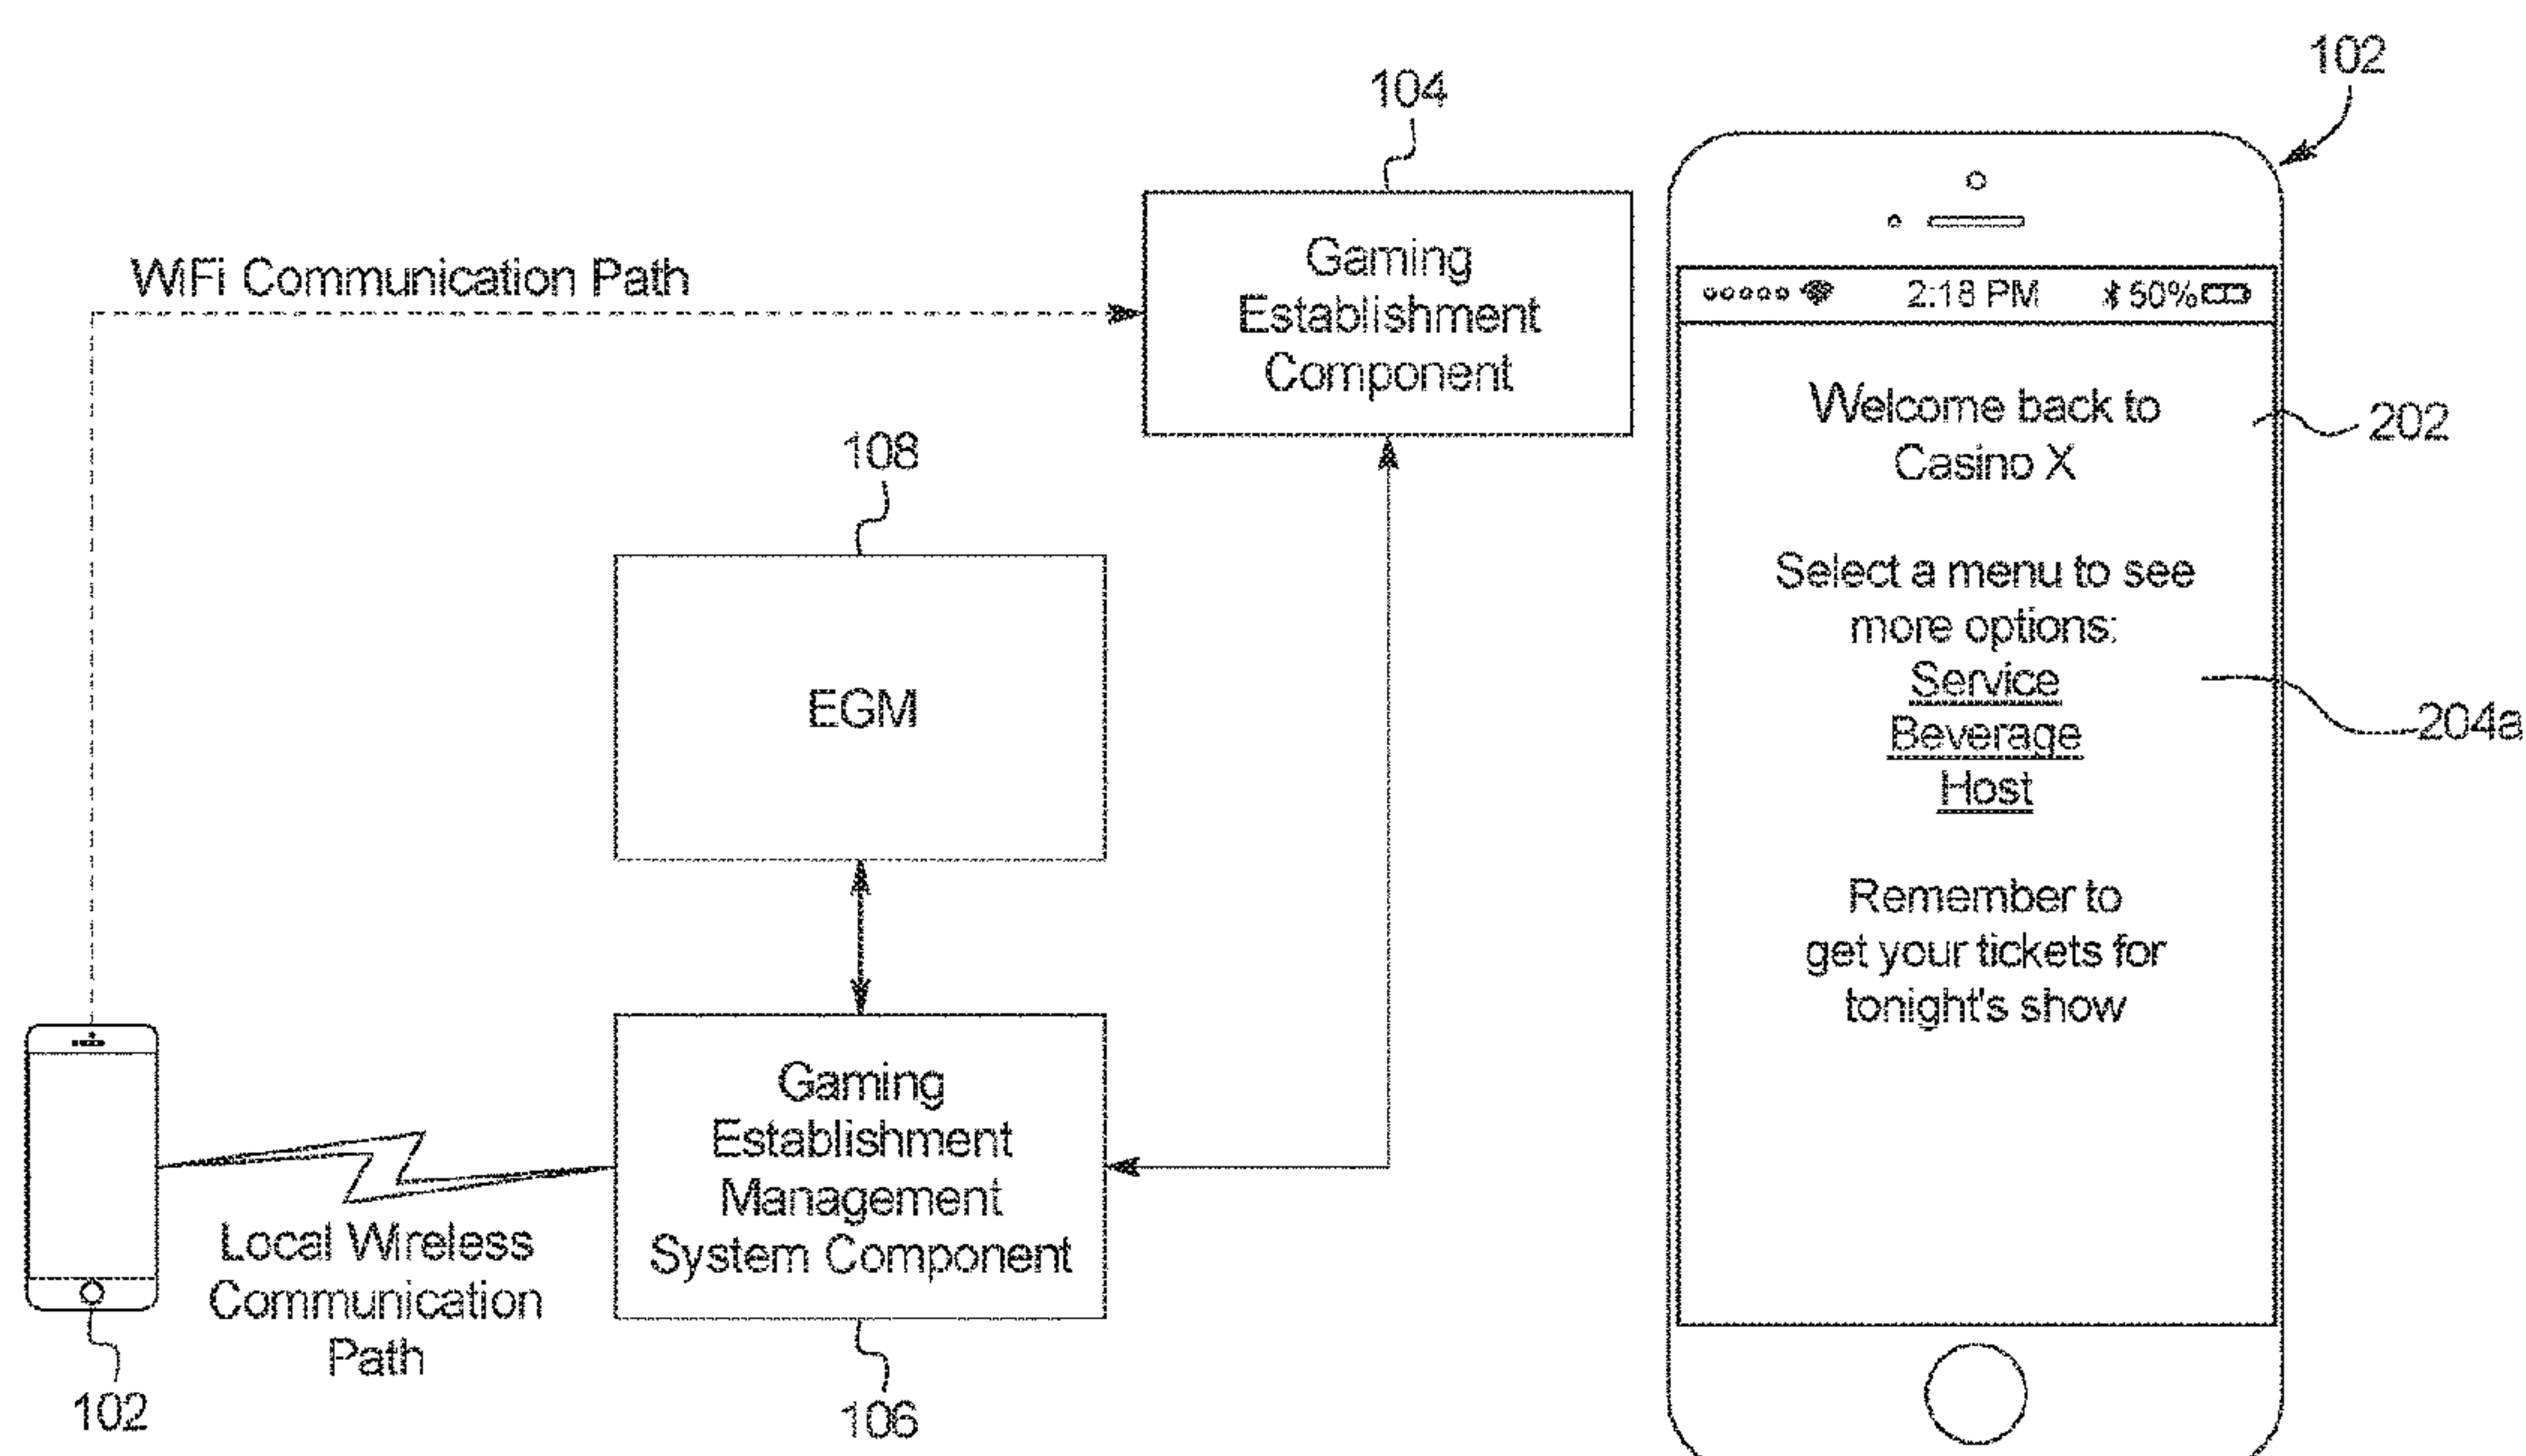 102
104
Gaming
Establishment
Component
WiFi Communication Path
108
EGM
Gaming
Establishment
Management
System Component
106
Local Wireless
Communication
Path
102
2:18 PM
50%
Welcome back to
Casino X
202
Select a menu to see
more options:
Service
Beverage
Host
204a
Remember to
get your tickets for
tonight's show